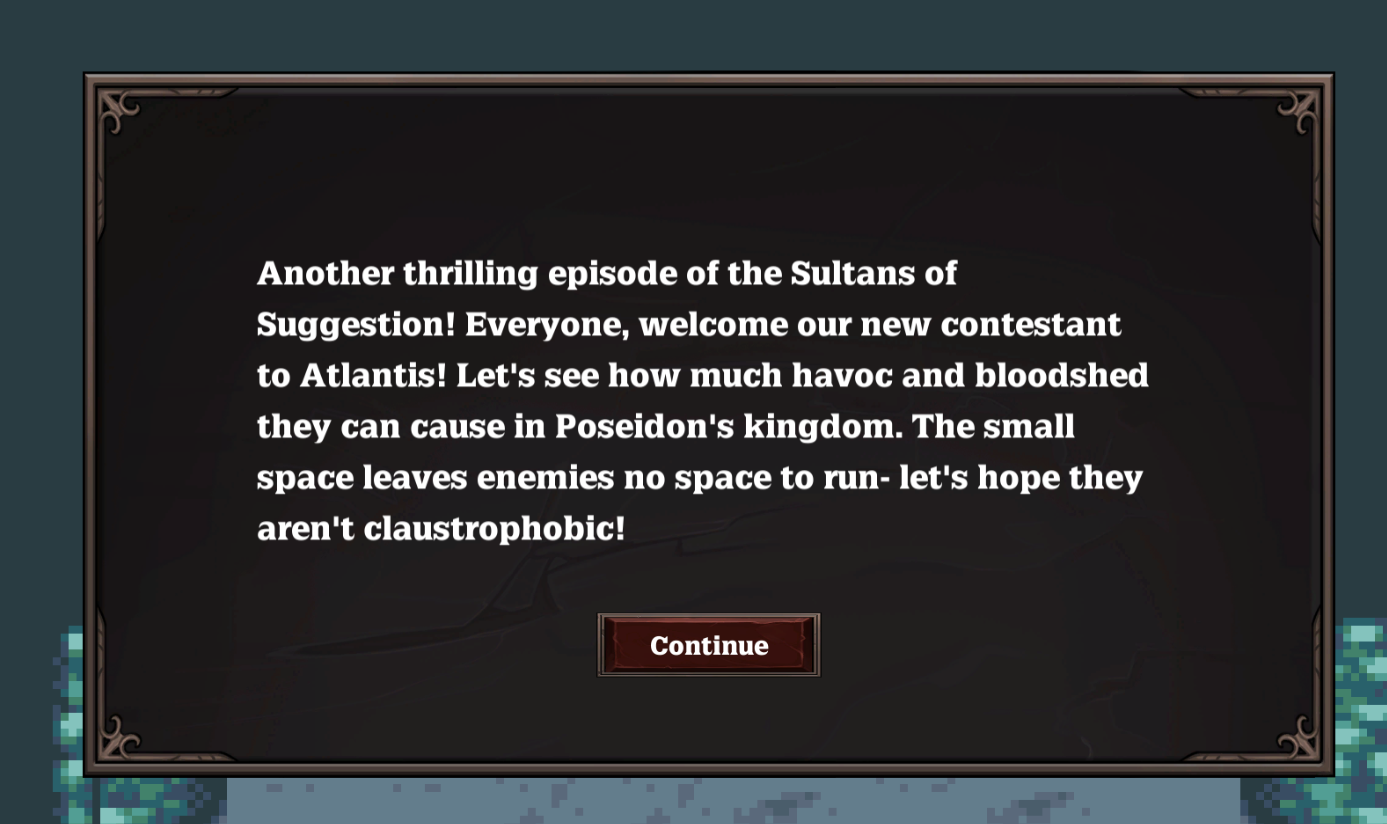 Another thrilling episode of the Sultans of
Suggestion! Everyone, welcome our new contestant
to Atlantis! Let's see how much havoc and bloodshed
they can cause in Poseidon's kingdom. The small
space leaves enemies no space to run- let's hope they
aren't claustrophobic!
Continue